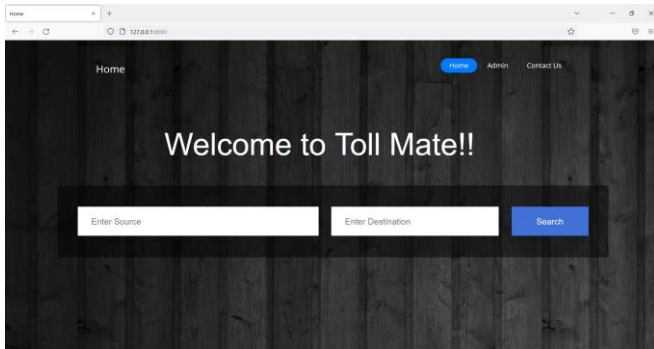 Home
127.0.0.1:8000
Home
Home Admin Contact Us
Welcome to Toll Mate!!
Enter Source Enter Destination Search